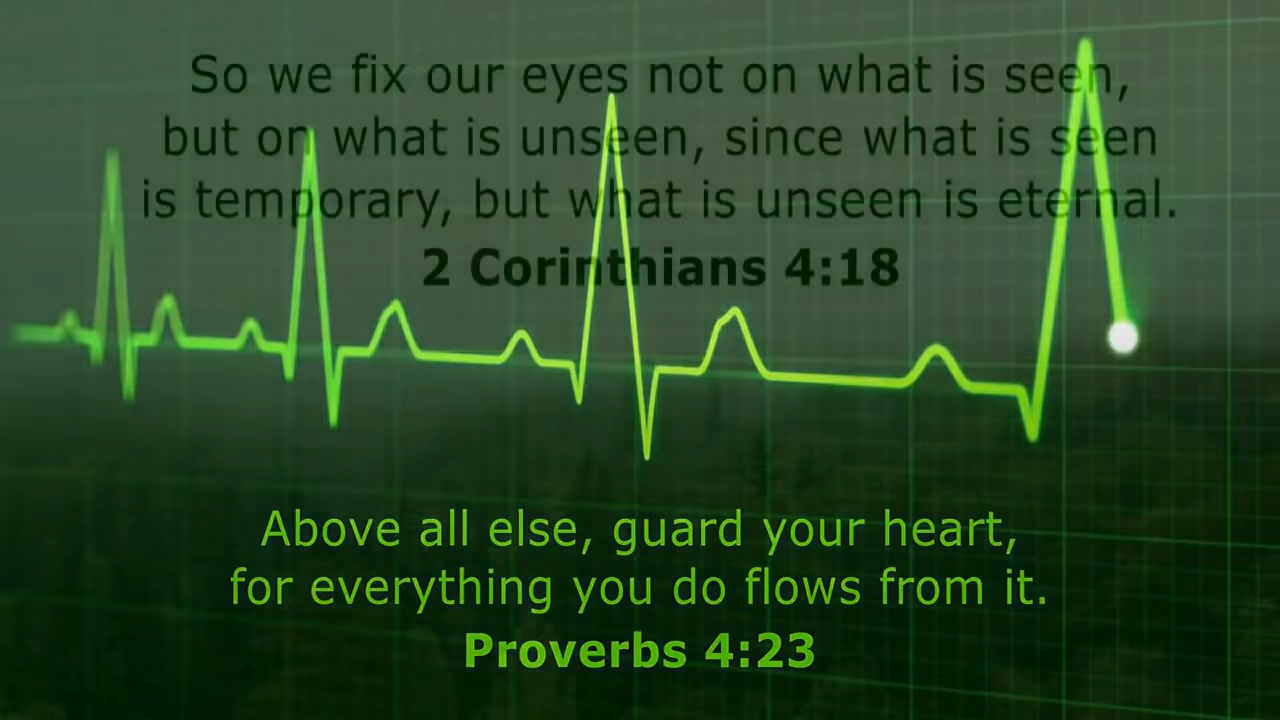 So we fix our eyes not on what is seen,
but on what is unseen, since what is seen
is temporary, but what is unseen is eternal.
2 Corinthians 4:18
Above all else, guard your heart,
for everything you do flows from it.
Proverbs 4:23